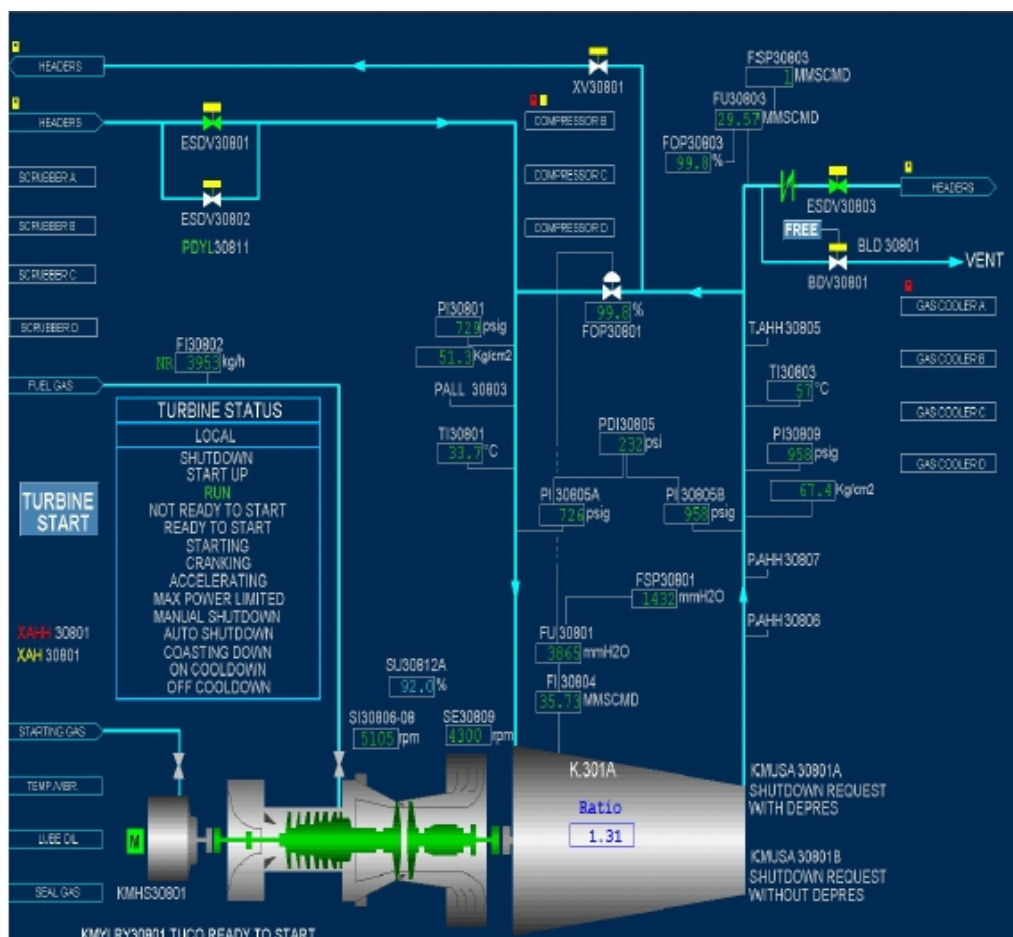 HEADERS
XV30801
FSP30803
1 MMSCMD
FU30803
29.57 MMSCMD
FOP30803
99.8 %
HEADERS
ESDV30801
ESDV30802
PDYL30811
COMPRESSOR B
COMPRESSOR C
COMPRESSOR D
SCRUBBER A
SCRUBBER B
SCRUBBER C
SCRUBBER D
ESDV30803
HEADERS
FREE
BLD 30801
BDV30801
VENT
GAS COOLER A
GAS COOLER B
GAS COOLER C
GAS COOLER D
PI30801
729 psig
51.3 Kg/cm2
PALL 30803
TI30801
33.7 °C
99.8 %
FOP30801
T.AHH 30805
TI30803
57 °C
PDI30805
232 psi
PI30809
958 psig
67.4 Kg/cm2
PI 30805A
726 psig
PI 30805B
958 psig
P.AHH 30807
P.AHH 30806
FI30802
NR 3953 kg/h
FUEL GAS
TURBINE STATUS
LOCAL
SHUTDOWN
START UP
RUN
NOT READY TO START
READY TO START
STARTING
CRANKING
ACCELERATING
MAX POWER LIMITED
MANUAL SHUTDOWN
AUTO SHUTDOWN
COASTING DOWN
ON COOLDOWN
OFF COOLDOWN
TURBINE
START
XAHH 30801
XAH 30801
FSP30801
1432 mmH2O
FU 30801
3865 mmH2O
FI 30804
35.73 MMSCMD
SU30812A
92.0 %
SI30806-08
5105 rpm
SE30809
4300 rpm
STARTING GAS
TEMP./VIBR.
LUBE OIL
SEAL GAS
M
KMHS30801
K.301A
Ratio
1.31
KMUSA 30801A
SHUTDOWN REQUEST
WITH DEPRES
KMUSA 30801B
SHUTDOWN REQUEST
WITHOUT DEPRES
KMYLRY30801 TUCO READY TO START